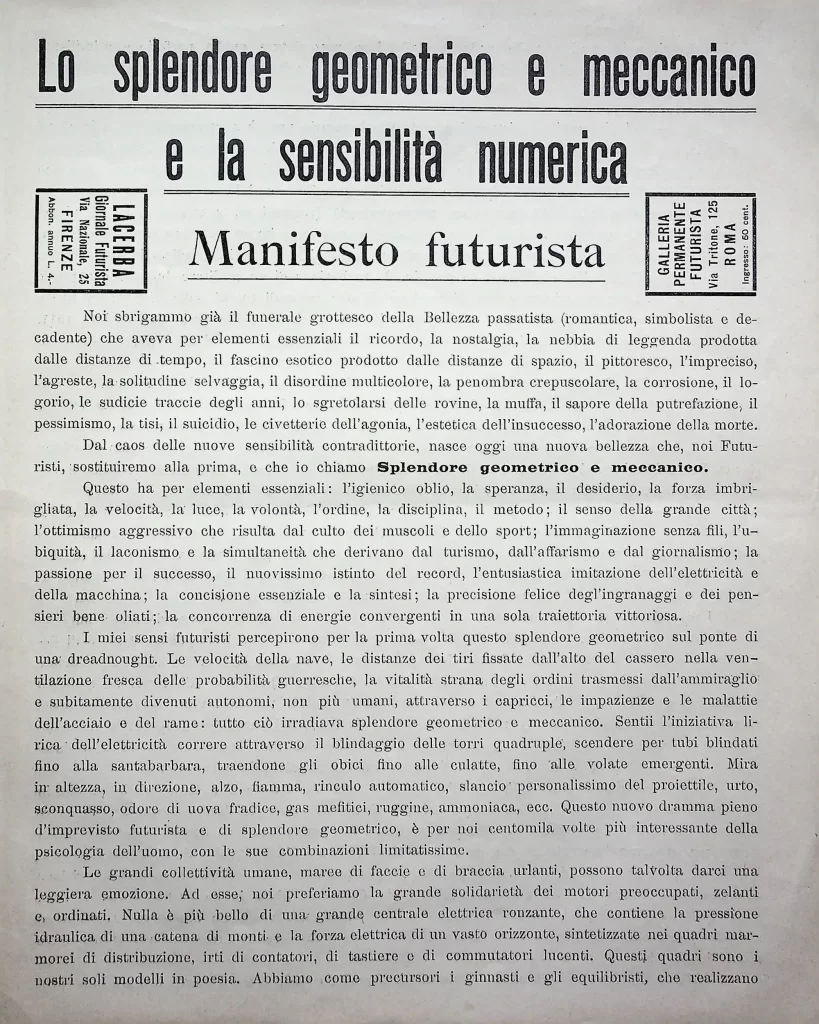 Lo splendore geometrico e meccanico
e la sensibilità numerica
LACERBA
Giornale Futurista
Via Nazionale, 25
FIRENZE
Abbon. annuo L. 4.-
Manifesto futurista
GALLERIA
PERMANENTE
FUTURISTA
Via Tritone, 125
ROMA
Ingresso: 50 cent.
Noi sbrigammo già il funerale grottesco della Bellezza passatista (romantica, simbolista e de-
cadente) che aveva per elementi essenziali il ricordo, la nostalgia, la nebbia di leggenda prodotta
dalle distanze di tempo, il fascino esotico prodotto dalle distanze di spazio, il pittoresco, l'impreciso,
l'agreste, la solitudine selvaggia, il disordine multicolore, la penombra crepuscolare, la corrosione, il lo-
gorio, le sudicie traccie degli anni, lo sgretolarsi delle rovine, la muffa, il sapore della putrefazione, il
pessimismo, la tisi, il suicidio, le civetterie dell'agonia, l'estetica dell'insuccesso, l'adorazione della morte.
Dal caos delle nuove sensibilità contradittorie, nasce oggi una nuova bellezza che, noi Futu-
risti, sostituiremo alla prima, e che io chiamo Splendore geometrico e meccanico.
Questo ha per elementi essenziali: l'igienico oblio, la speranza, il desiderio, la forza imbri-
gliata, la velocità, la luce, la volontà, l'ordine, la disciplina, il metodo; il senso della grande città;
l'ottimismo aggressivo che risulta dal culto dei muscoli e dello sport; l'immaginazione senza fili, l'u-
biquità, il laconismo e la simultaneità che derivano dal turismo, dall'affarismo e dal giornalismo; la
passione per il successo, il nuovissimo istinto del record, l'entusiastica imitazione dell'elettricità e
della macchina; la concisione essenziale e la sintesi; la precisione felice degl'ingranaggi e dei pen-
sieri bene oliati; la concorrenza di energie convergenti in una sola traiettoria vittoriosa.
I miei sensi futuristi percepirono per la prima volta questo splendore geometrico sul ponte di
una dreadnought. Le velocità della nave, le distanze dei tiri fissate dall'alto del cassero nella ven-
tilazione fresca delle probabilità guerresche, la vitalità strana degli ordini trasmessi dall'ammiraglio
e subitamente divenuti autonomi, non più umani, attraverso i capricci, le impazienze e le malattie
dell'acciaio e del rame: tutto ciò irradiava splendore geometrico e meccanico. Sentii l'iniziativa li-
rica dell'elettricità correre attraverso il blindaggio delle torri quadruple, scendere per tubi blindati
fino alla santabarbara, traendone gli obici fino alle culatte, fino alle volate emergenti. Mira
in altezza, in direzione, alzo, fiamma, rinculo automatico, slancio personalissimo del proiettile, urto,
sconquasso, odore di uova fradice, gas mefitici, ruggine, ammoniaca, ecc. Questo nuovo dramma pieno
d'imprevisto futurista e di splendore geometrico, è per noi centomila volte più interessante della
psicologia dell'uomo, con le sue combinazioni limitatissime.
Le grandi collettività umane, maree di faccie e di braccia urlanti, possono talvolta darci una
leggiera emozione. Ad esse, noi preferiamo la grande solidarietà dei motori preoccupati, zelanti
e ordinati. Nulla è più bello di una grande centrale elettrica ronzante, che contiene la pressione
idraulica di una catena di monti e la forza elettrica di un vasto orizzonte, sintetizzate nei quadri mar-
morei di distribuzione, irti di contatori, di tastiere e di commutatori lucenti. Questi quadri sono i
nostri soli modelli in poesia. Abbiamo come precursori i ginnasti e gli equilibristi, che realizzano